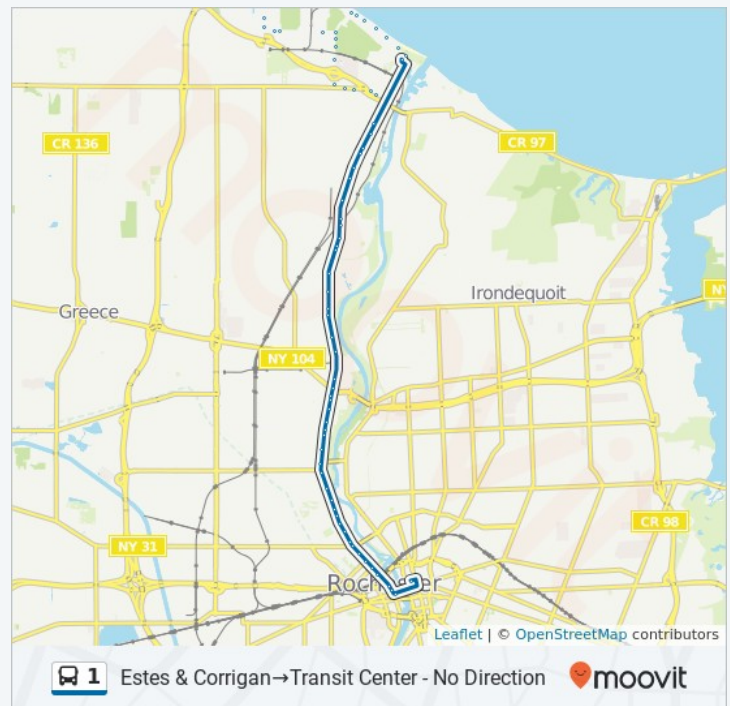 CR 136
CR 97
Irondequoit
NY
Greece
NY 104
CR 98
NY 31
Rochester
Leaflet | © OpenStreetMap contributors
1 Estes & Corrigan→Transit Center - No Direction
moovit